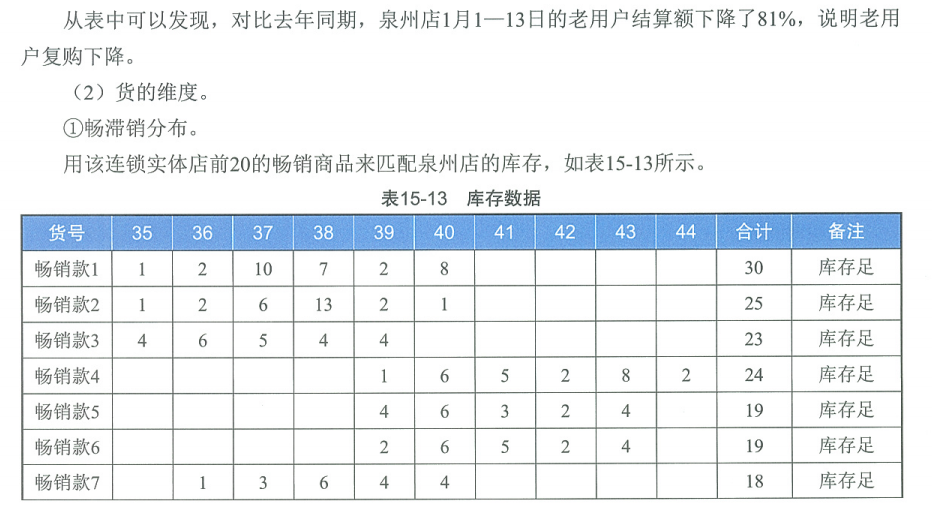 从表中可以发现，对比去年同期，泉州店1月1—13日的老用户结算额下降了81%，说明老用
户复购下降。
（2）货的维度。
①畅滞销分布。
用该连锁实体店前20的畅销商品来匹配泉州店的库存，如表15-13所示。
表15-13 库存数据
货号 35 36 37 38 39 40 41 42 43 44 合计 备注
畅销款1 1 2 10 7 2 8 30 库存足
畅销款2 1 2 6 13 2 1 25 库存足
畅销款3 4 6 5 4 4 23 库存足
畅销款4 1 6 5 2 8 2 24 库存足
畅销款5 4 6 3 2 4 19 库存足
畅销款6 2 6 5 2 4 19 库存足
畅销款7 1 3 6 4 4 18 库存足